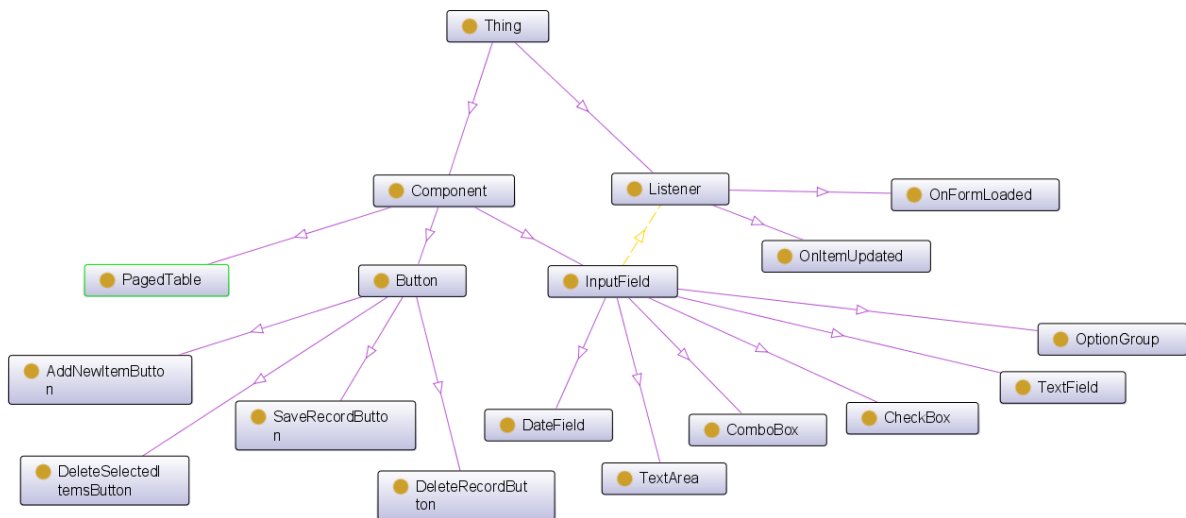 Thing
Component
Listener
OnFormLoaded
OnItemUpdated
PagedTable
Button
InputField
OptionGroup
AddNewItemButto
n
TextField
SaveRecordButto
n
DateField
ComboBox
CheckBox
DeleteSelectedI
temsButton
DeleteRecordBut
ton
TextArea